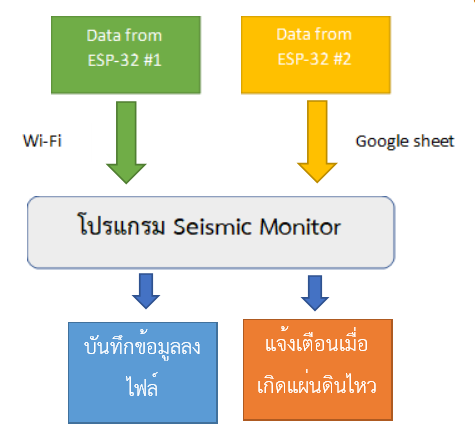 Data from
ESP-32 #1
Data from
ESP-32 #2
Wi-Fi
Google sheet
โปรแกรม Seismic Monitor
บันทึกข้อมูลลง
ไฟล์
แจ้งเตือนเมื่อ
เกิดแผ่นดินไหว